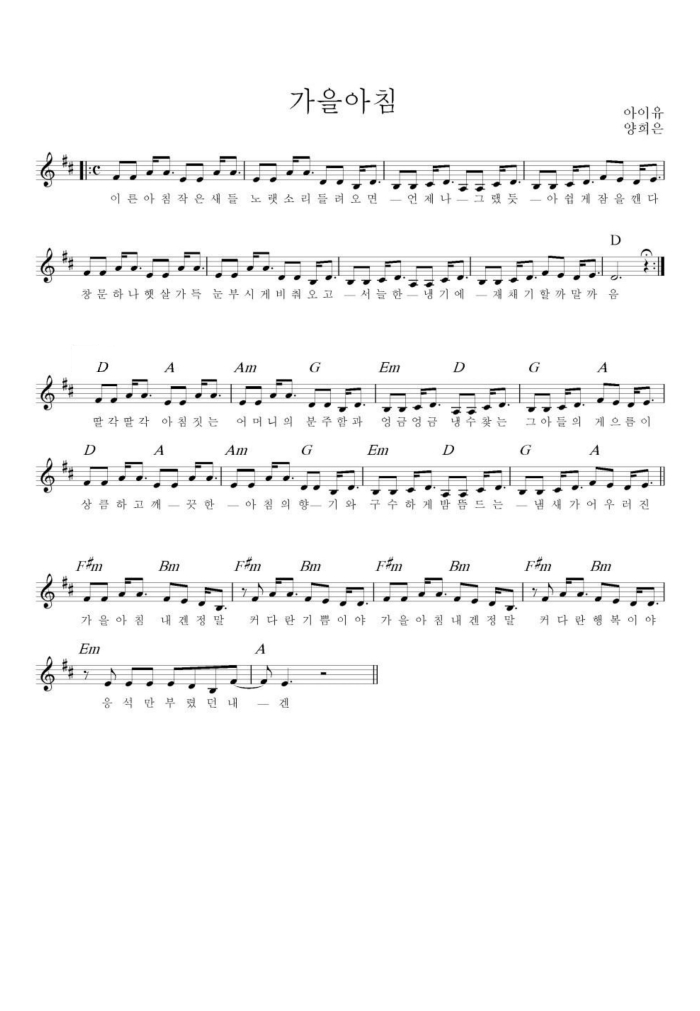 가을아침
아이유
양희은
이른아침작은새들 노랫소리들려오면 — 언제나 — 그랬듯 — 아쉽게잠을깬다
D
창문하나햇살가득 눈부시게비춰오고 — 서늘한 — 냉기에 — 재채기할까말까 음
D A Am G Em D G A
딸각딸각 아침짓는 어머니의 분주함과 엉금엉금 냉수찾는 그아들의 게으름이
D A Am G Em D G A
상큼하고깨 — 끗한 — 아침의향 — 기와 구수하게밥뜸드는 — 냄새가어우러진
F#m Bm F#m Bm F#m Bm F#m Bm
가을아침 내겐정말 커다란기쁨이야 가을아침내겐정말 커다란행복이야
Em A
응석만부렸던내 — 겐